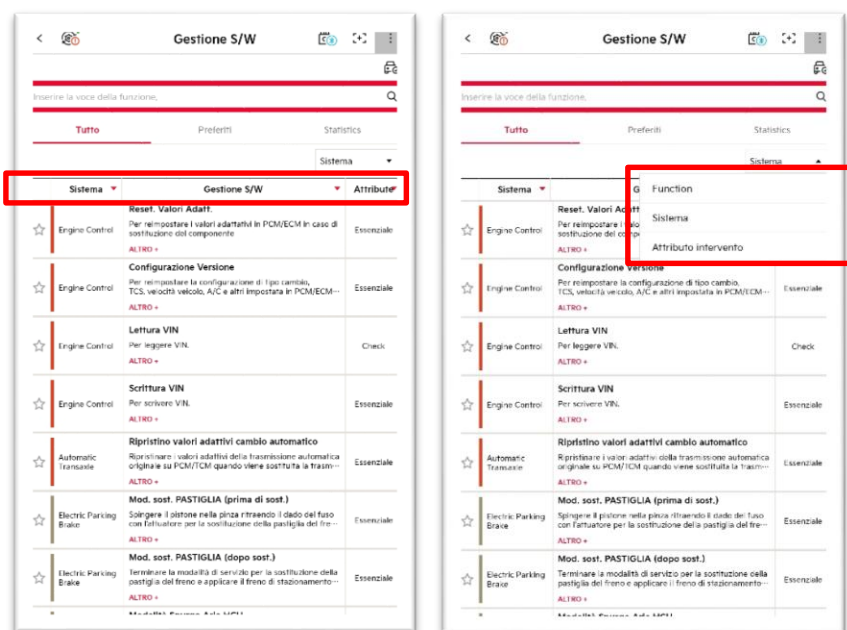 Gestione S/W
Inserire la voce della funzione.
Tutto Preferiti Statistics
Sistema
Sistema Gestione S/W Attribute
Reset. Valori Adatt.
Engine Control
Per reimpostare i valori adattativi in PCM/ECM in caso di
sostituzione del componente
Essenziale
ALTRO +
Configurazione Versione
Engine Control
Per reimpostare la configurazione di tipo cambio,
TCS, velocità veicolo, A/C e altri impostata in PCM/ECM···
Essenziale
ALTRO +
Lettura VIN
Engine Control
Per leggere VIN.
Check
ALTRO +
Scrittura VIN
Engine Control
Per scrivere VIN.
Essenziale
ALTRO +
Ripristino valori adattivi cambio automatico
Automatic
Transaxle
Ripristinare i valori adattivi della trasmissione automatica
originale su PCM/TCM quando viene sostituita la trasm···
Essenziale
ALTRO +
Mod. sost. PASTIGLIA (prima di sost.)
Electric Parking
Brake
Spingere il pistone nella pinza ritraendo il dado del fuso
con l'attuatore per la sostituzione della pastiglia del fre···
Essenziale
ALTRO +
Mod. sost. PASTIGLIA (dopo sost.)
Electric Parking
Brake
Terminare la modalità di servizio per la sostituzione della
pastiglia del freno e applicare il freno di stazionamento···
Essenziale
ALTRO +
Gestione S/W
Inserire la voce della funzione.
Tutto Preferiti Statistics
Sistema
Sistema G
Function
Sistema
Attributo intervento
Reset. Valori Adatt
Engine Control
Per reimpostare i valo
sostituzione del compo
ALTRO +
Configurazione Versione
Engine Control
Per reimpostare la configurazione di tipo cambio,
TCS, velocità veicolo, A/C e altri impostata in PCM/ECM···
Essenziale
ALTRO +
Lettura VIN
Engine Control
Per leggere VIN.
Check
ALTRO +
Scrittura VIN
Engine Control
Per scrivere VIN.
Essenziale
ALTRO +
Ripristino valori adattivi cambio automatico
Automatic
Transaxle
Ripristinare i valori adattivi della trasmissione automatica
originale su PCM/TCM quando viene sostituita la trasm···
Essenziale
ALTRO +
Mod. sost. PASTIGLIA (prima di sost.)
Electric Parking
Brake
Spingere il pistone nella pinza ritraendo il dado del fuso
con l'attuatore per la sostituzione della pastiglia del fre···
Essenziale
ALTRO +
Mod. sost. PASTIGLIA (dopo sost.)
Electric Parking
Brake
Terminare la modalità di servizio per la sostituzione della
pastiglia del freno e applicare il freno di stazionamento···
Essenziale
ALTRO +